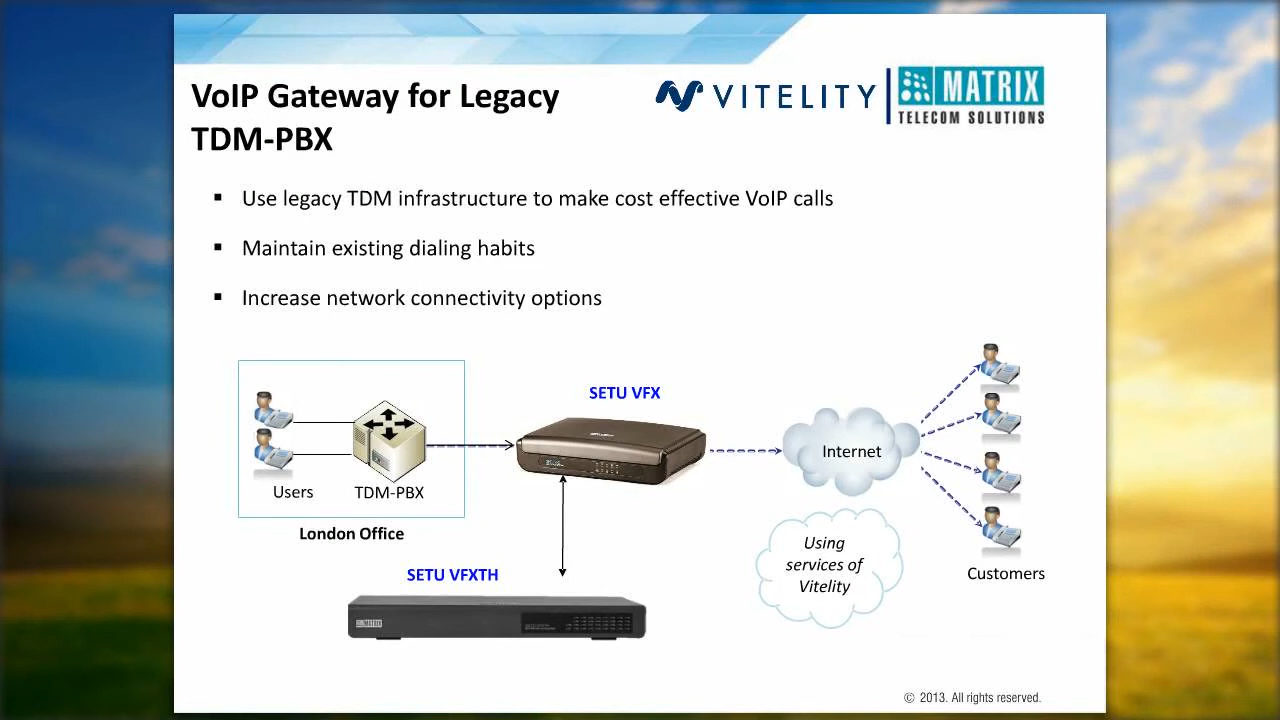 VoIP Gateway for Legacy
TDM-PBX
VITELITY
MATRIX
TELECOM SOLUTIONS
▪ Use legacy TDM infrastructure to make cost effective VoIP calls
▪ Maintain existing dialing habits
▪ Increase network connectivity options
SETU VFX
Internet
Users
TDM-PBX
London Office
SETU VFXTH
MATRIX
Using
services of
Vitelity
Customers
© 2013. All rights reserved.